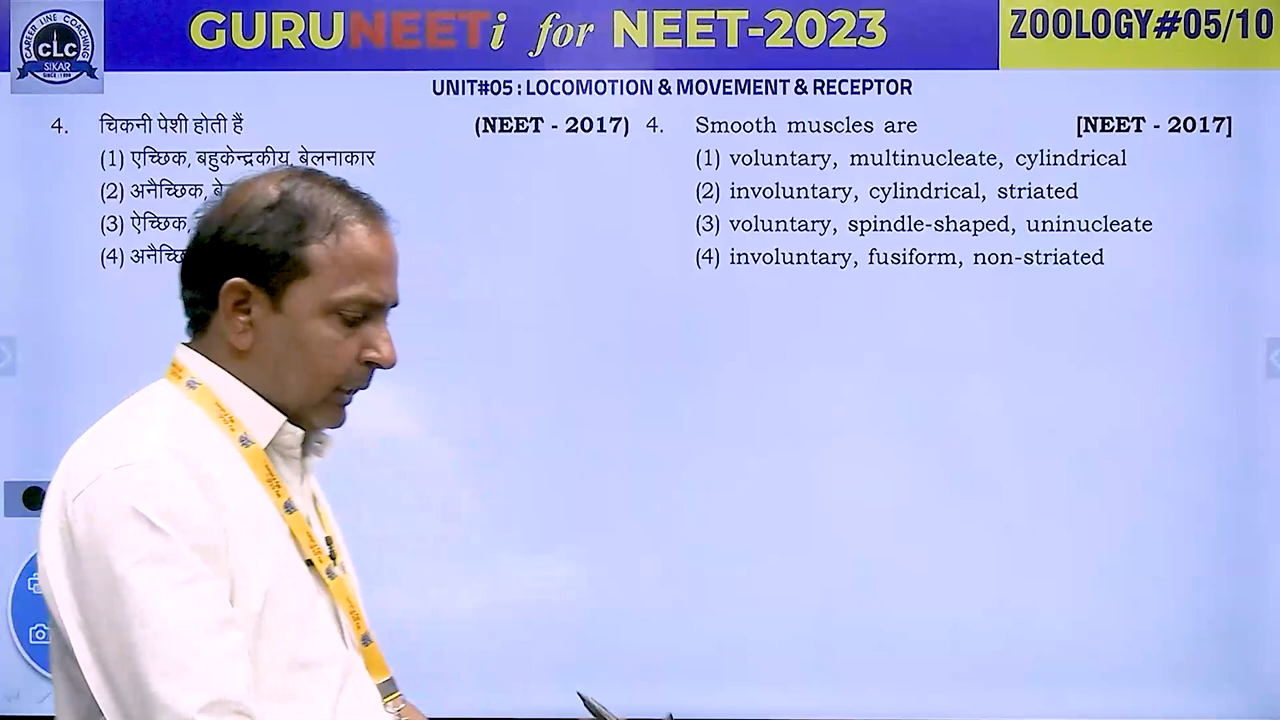 GURUNEETi for NEET-2023
ZOOLOGY#05/10
CAREER LINE COACHING
CLC
SIKAR
SINCE : 1996
UNIT#05 : LOCOMOTION & MOVEMENT & RECEPTOR
4. चिकनी पेशी होती हैं (NEET - 2017)
(1) एच्छिक, बहुकेन्द्रकीय, बेलनाकार
(2) अनैच्छिक,
(3) ऐच्छिक,
(4)
4. Smooth muscles are [NEET - 2017]
(1) voluntary, multinucleate, cylindrical
(2) involuntary, cylindrical, striated
(3) voluntary, spindle-shaped, uninucleate
(4) involuntary, fusiform, non-striated